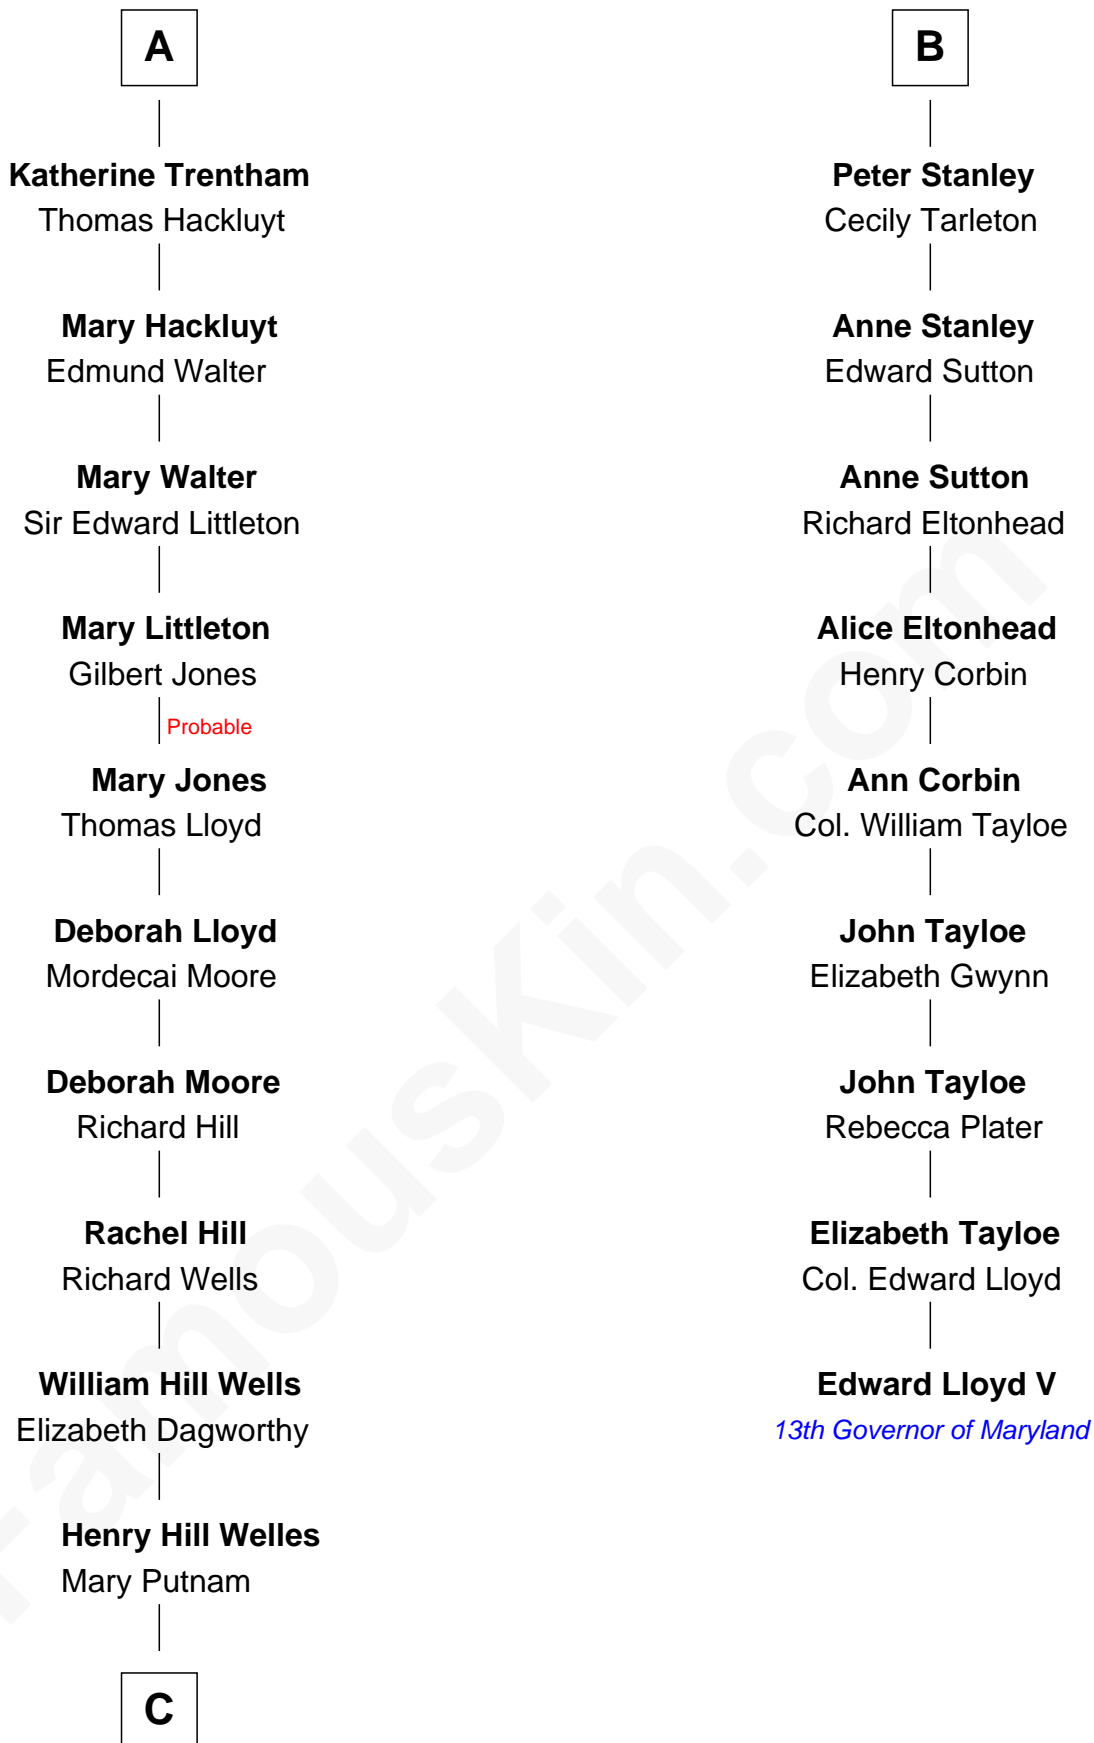 A
Katherine Trentham
Thomas Hackluyt
Mary Hackluyt
Edmund Walter
Mary Walter
Sir Edward Littleton
Mary Littleton
Gilbert Jones
Probable
Mary Jones
Thomas Lloyd
Deborah Lloyd
Mordecai Moore
Deborah Moore
Richard Hill
Rachel Hill
Richard Wells
William Hill Wells
Elizabeth Dagworthy
Henry Hill Welles
Mary Putnam
C
B
Peter Stanley
Cecily Tarleton
Anne Stanley
Edward Sutton
Anne Sutton
Richard Eltonhead
Alice Eltonhead
Henry Corbin
Ann Corbin
Col. William Tayloe
John Tayloe
Elizabeth Gwynn
John Tayloe
Rebecca Plater
Elizabeth Tayloe
Col. Edward Lloyd
Edward Lloyd V
13th Governor of Maryland
FamousKin.com